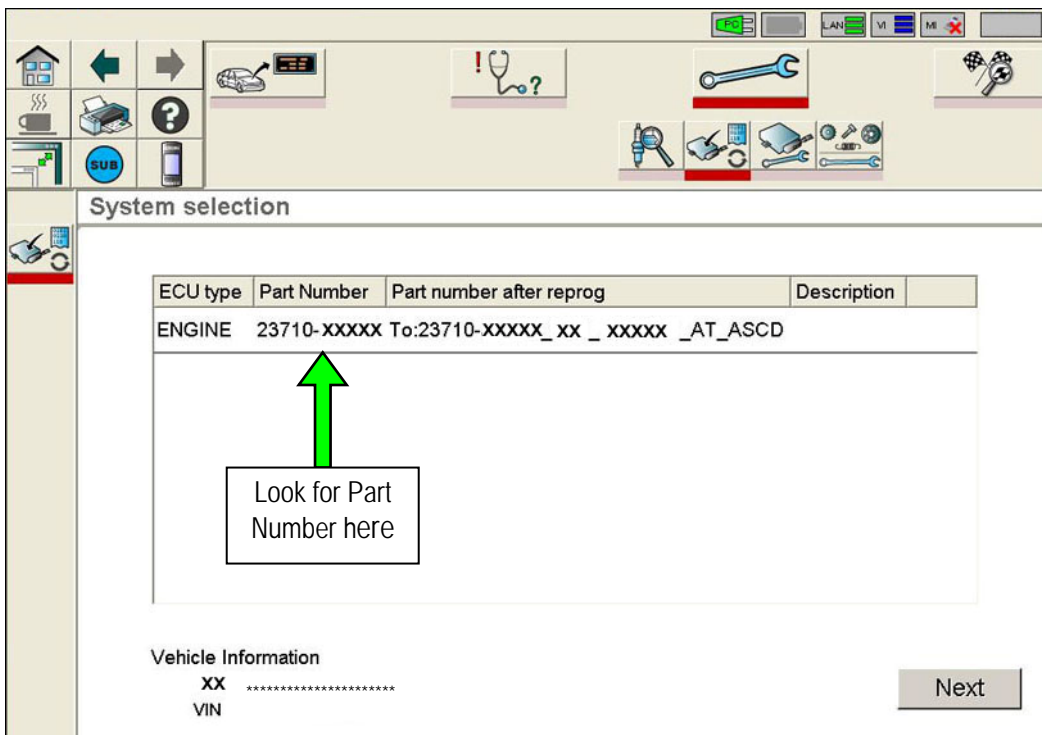 PC LAN VI MI
! ?
?
SUB
System selection
ECU type Part Number Part number after reprog Description
ENGINE 23710-XXXXX To:23710-XXXXX_ XX _ XXXXX _AT_ASCD
Look for Part
Number here
Vehicle Information
XX **********************
VIN
Next